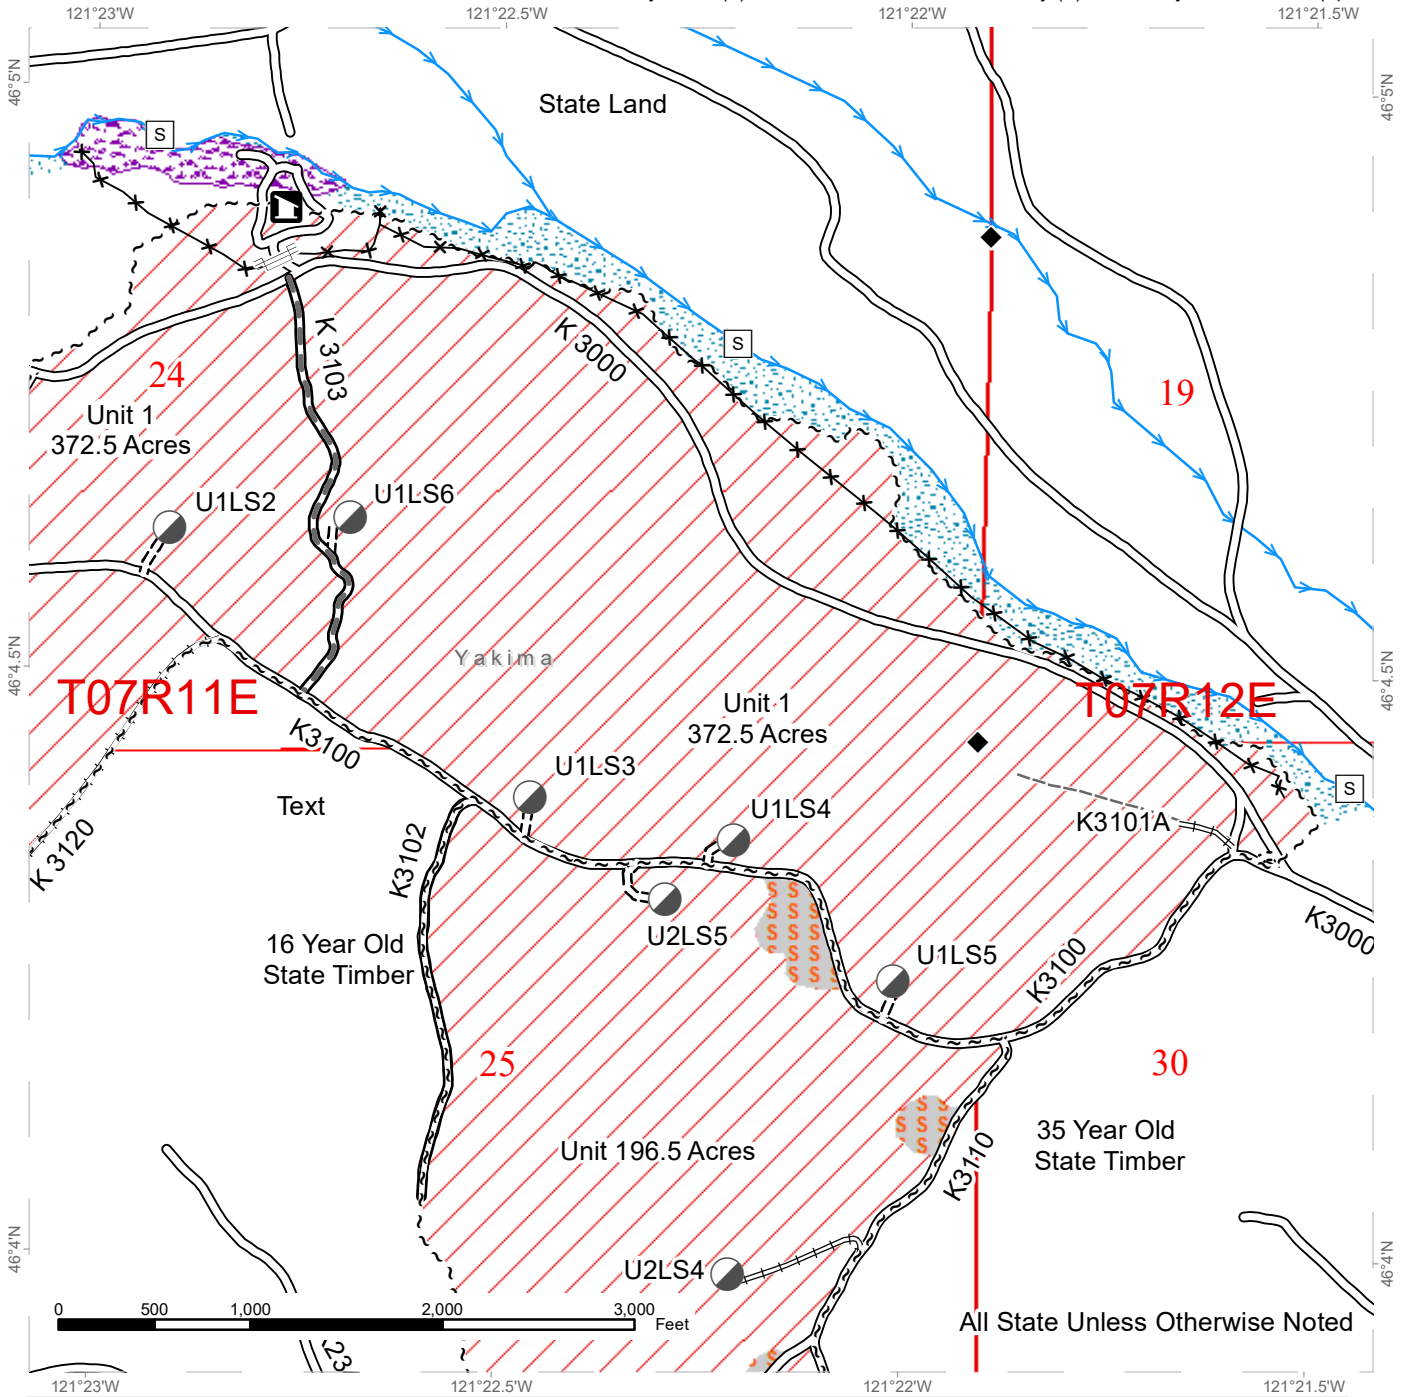 121°23'W
121°22.5'W
121°22'W
121°21.5'W
46°5'N
46°5'N
State Land
S
S
K 3103
K 3000
24
19
Unit 1
372.5 Acres
U1LS2
U1LS6
Yakima
46°4.5'N
46°4.5'N
T07R11E
T07R12E
Unit 1
372.5 Acres
K3100
U1LS3
Text
U1LS4
S
K3101A
K 3120
K3102
U2LS5
S S S
S S S
S S S
S S S
S S S
16 Year Old
State Timber
U1LS5
K3100
K3000
25
30
S
S S S
S
35 Year Old
State Timber
Unit 196.5 Acres
K3110
46°4'N
46°4'N
U2LS4
0
500
1,000
2,000
3,000
Feet
All State Unless Otherwise Noted
23
121°23'W
121°22.5'W
121°22'W
121°21.5'W